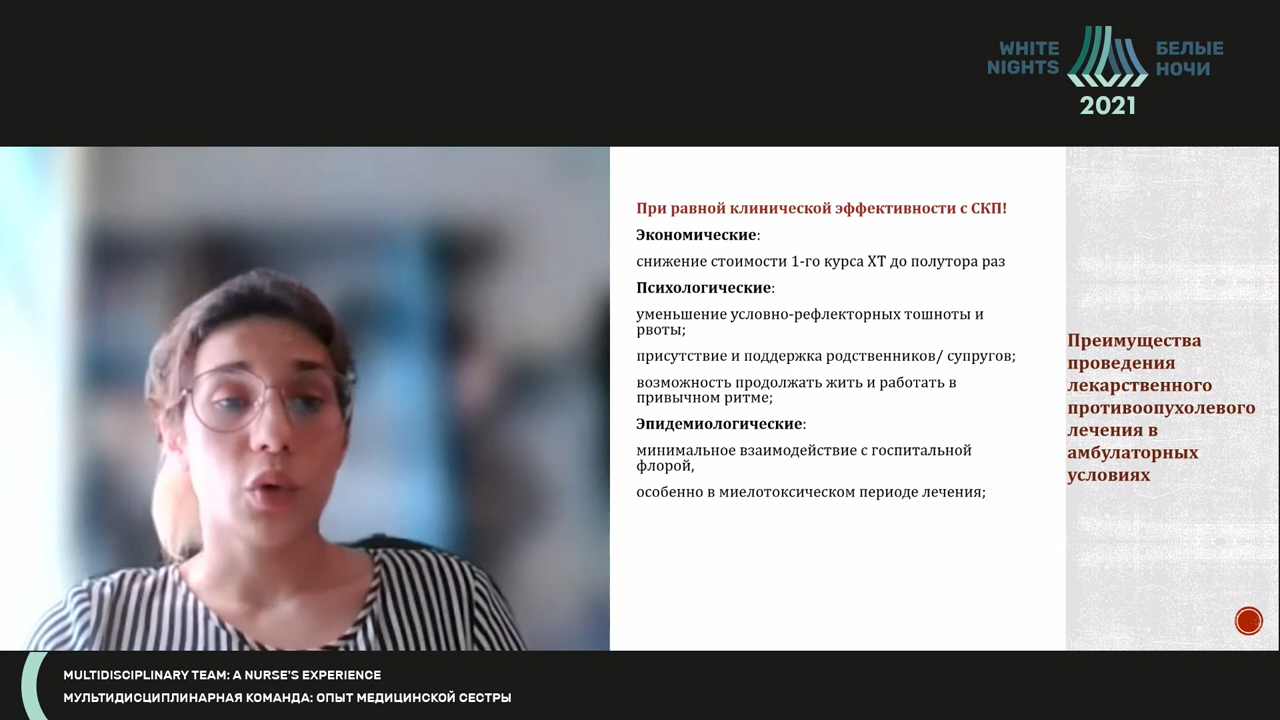 WHITE
NIGHTS
БЕЛЫЕ
НОЧИ
2021
При равной клинической эффективности с СКП!
Экономические:
снижение стоимости 1-го курса ХТ до полутора раз
Психологические:
уменьшение условно-рефлекторных тошноты и
рвоты;
присутствие и поддержка родственников/ супругов;
возможность продолжать жить и работать в
привычном ритме;
Эпидемиологические:
минимальное взаимодействие с госпитальной
флорой,
особенно в миелотоксическом периоде лечения;
Преимущества
проведения
лекарственного
противоопухолевого
лечения в
амбулаторных
условиях
MULTIDISCIPLINARY TEAM: A NURSE'S EXPERIENCE
МУЛЬТИДИСЦИПЛИНАРНАЯ КОМАНДА: ОПЫТ МЕДИЦИНСКОЙ СЕСТРЫ